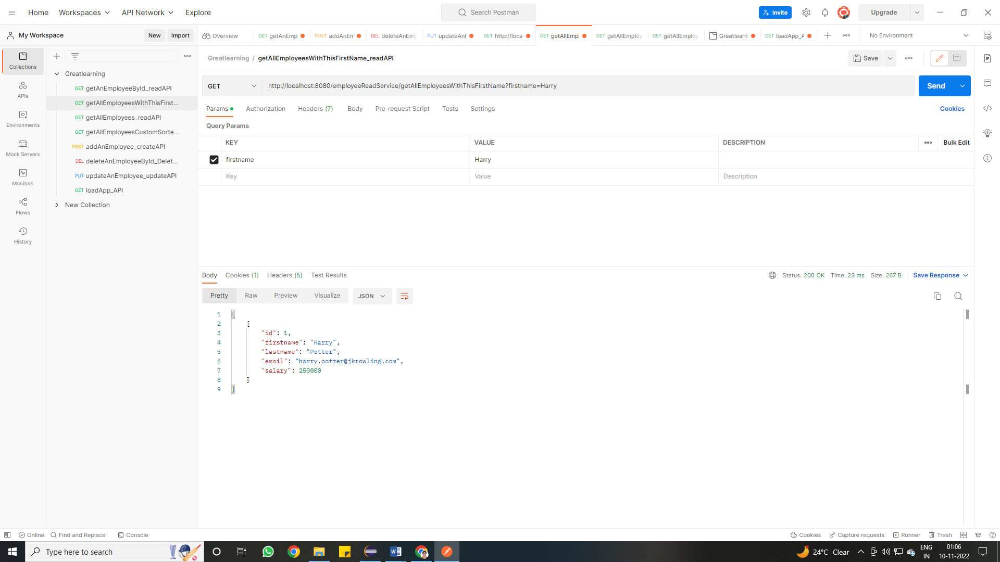 Home Workspaces API Network Explore Search Postman Invite Upgrade
My Workspace New Import Overview GET getAnEmp POST addAnEm DEL deleteAnEmp PUT updateAnE GET http://loca GET getAllEmpl GET getAllEmploy GET getAllEmploy Greatlearn GET loadApp_A No Environment
Collections
APIs
Environments
Mock Servers
Monitors
Flows
History
Greatlearning
GET getAnEmployeeById_readAPI
GET getAllEmployeesWithThisFirst...
GET getAllEmployees_readAPI
GET getAllEmployeesCustomSorte...
POST addAnEmployee_createAPI
DEL deleteAnEmployeeById_Delet...
PUT updateAnEmployee_updateAPI
GET loadApp_API
New Collection
Greatlearning / getAllEmployeesWithThisFirstName_readAPI Save
GET http://localhost:8080/employeeReadService/getAllEmployeesWithThisFirstName?firstname=Harry Send
Params Authorization Headers (7) Body Pre-request Script Tests Settings Cookies
Query Params
KEY VALUE DESCRIPTION Bulk Edit
firstname Harry
Key Value Description
Body Cookies (1) Headers (5) Test Results Status: 200 OK Time: 23 ms Size: 267 B Save Response
Pretty Raw Preview Visualize JSON
1 [
2 {
3 "id": 1,
4 "firstname": "Harry",
5 "lastname": "Potter",
6 "email": "harry.potter@jkrowling.com",
7 "salary": 250000
8 }
9 ]
Online Find and Replace Console Cookies Capture requests Runner Trash
Type here to search 24°C Clear ENG IN 01:06 10-11-2022